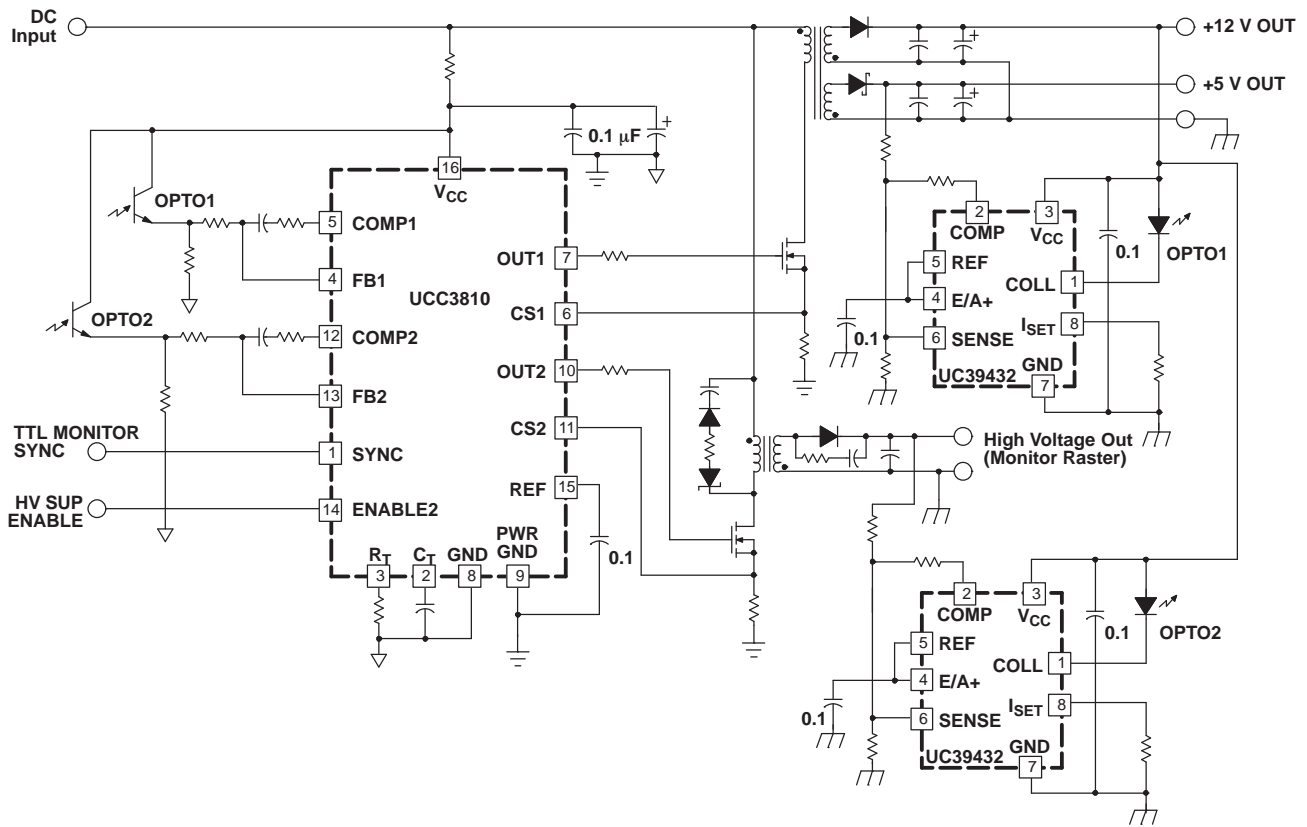 DC
Input
+12 V OUT
+5 V OUT
0.1 µF
+
+
+
16
VCC
OPTO1
5
COMP1
4
FB1
OPTO2
12
COMP2
13
FB2
TTL MONITOR
SYNC
1
SYNC
HV SUP
ENABLE
14
ENABLE2
UCC3810
OUT1
7
CS1
6
OUT2
10
CS2
11
REF
15
0.1
RT
3
CT
2
GND
8
PWR
GND
9
2
COMP
3
VCC
5
REF
4
E/A+
6
SENSE
0.1
COLL
1
ISET
8
GND
7
UC39432
0.1
OPTO1
High Voltage Out
(Monitor Raster)
2
COMP
3
VCC
5
REF
4
E/A+
6
SENSE
0.1
COLL
1
ISET
8
GND
7
UC39432
0.1
OPTO2